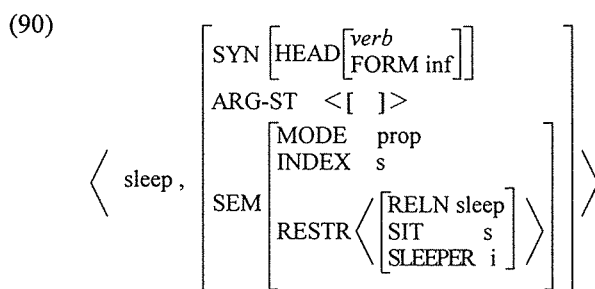 (90)
verb
SYN [HEAD[FORM inf]]
ARG-ST <[ ]>
MODE prop
INDEX s
〈 sleep , SEM 〉
RELN sleep
RESTR〈 SIT s 〉
SLEEPER i